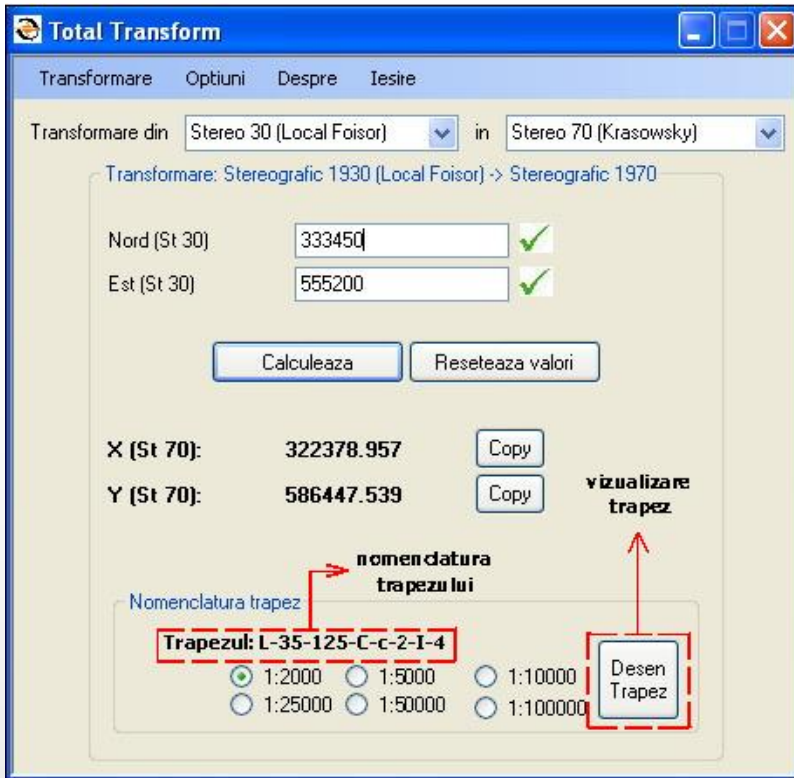 Total Transform
Transformare Optiuni Despre Iesire
Transformare din Stereo 30 (Local Foisor) in Stereo 70 (Krasowsky)
Transformare: Stereografic 1930 (Local Foisor) -> Stereografic 1970
Nord (St 30) 333450
Est (St 30) 555200
Calculeaza Reseteaza valori
X (St 70): 322378.957 Copy
Y (St 70): 586447.539 Copy
vizualizare
trapez
nomenclatura
trapezului
Nomenclatura trapez
Trapezul: L-35-125-C-c-2-I-4
1:2000 1:5000 1:10000
1:25000 1:50000 1:100000
Desen
Trapez